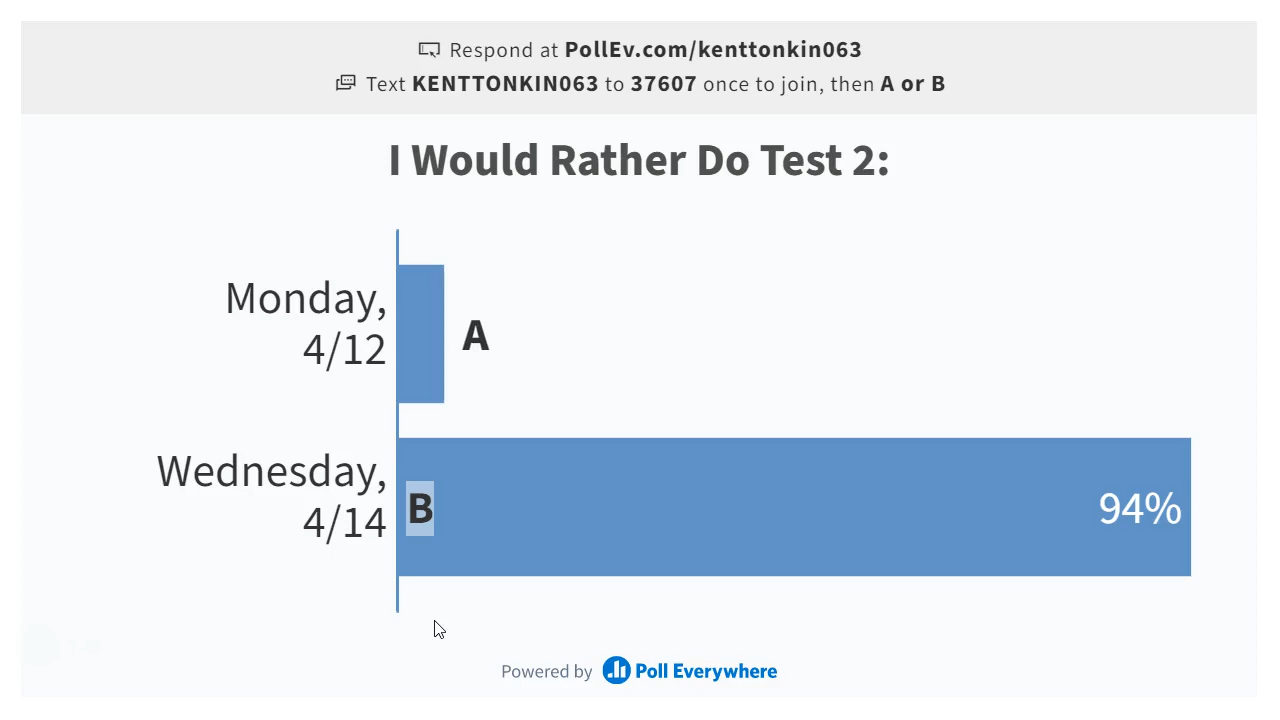 Respond at PollEv.com/kenttonkin063
Text KENTTONKIN063 to 37607 once to join, then A or B
I Would Rather Do Test 2:
Monday,
4/12
A
Wednesday,
4/14
B
94%
Powered by Poll Everywhere